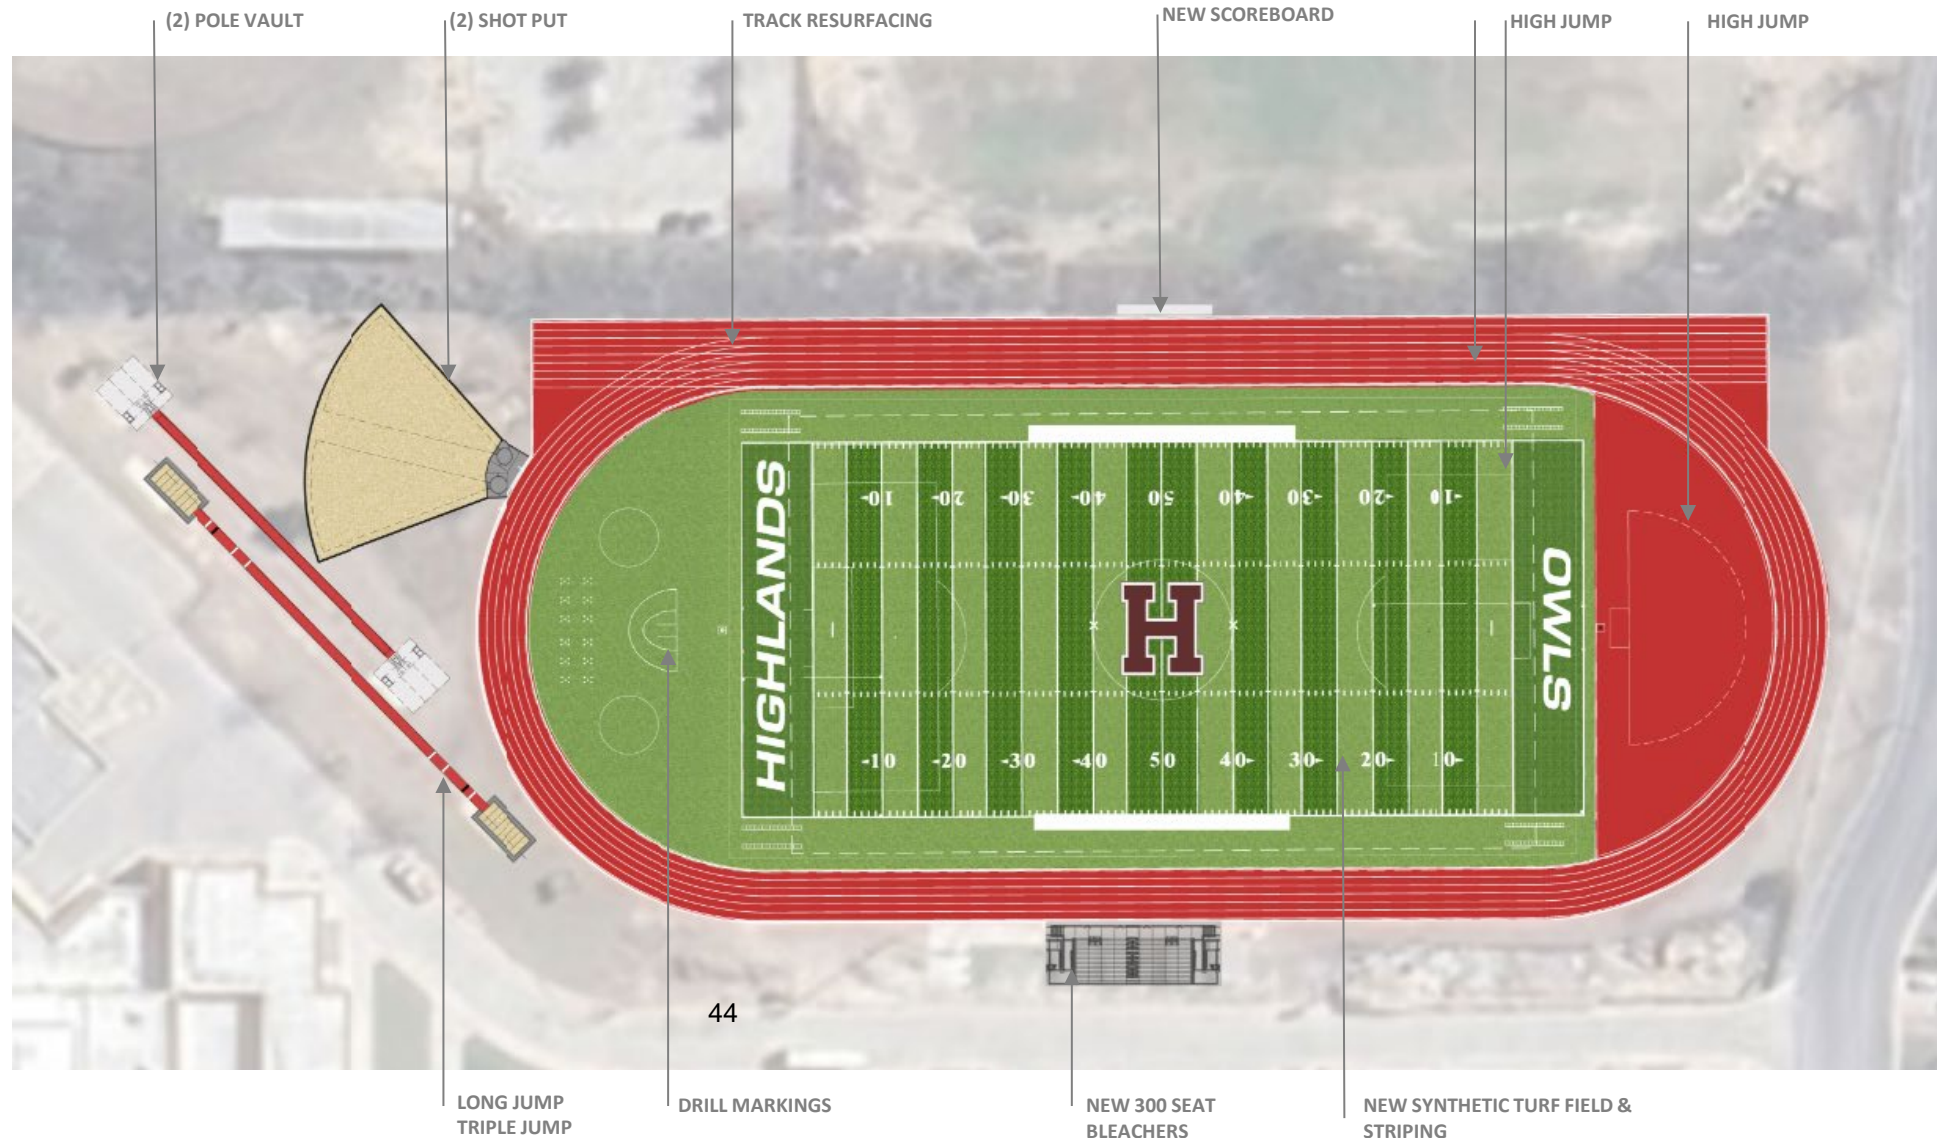 (2) POLE VAULT
(2) SHOT PUT
TRACK RESURFACING
NEW SCOREBOARD
HIGH JUMP
HIGH JUMP
-10 -20 -30 -40 50 40- 30- 20- 10-
HIGHLANDS
H
OWLS
-10 -20 -30 -40 50 40- 30- 20- 10-
44
LONG JUMP
TRIPLE JUMP
DRILL MARKINGS
NEW 300 SEAT
BLEACHERS
NEW SYNTHETIC TURF FIELD &
STRIPING